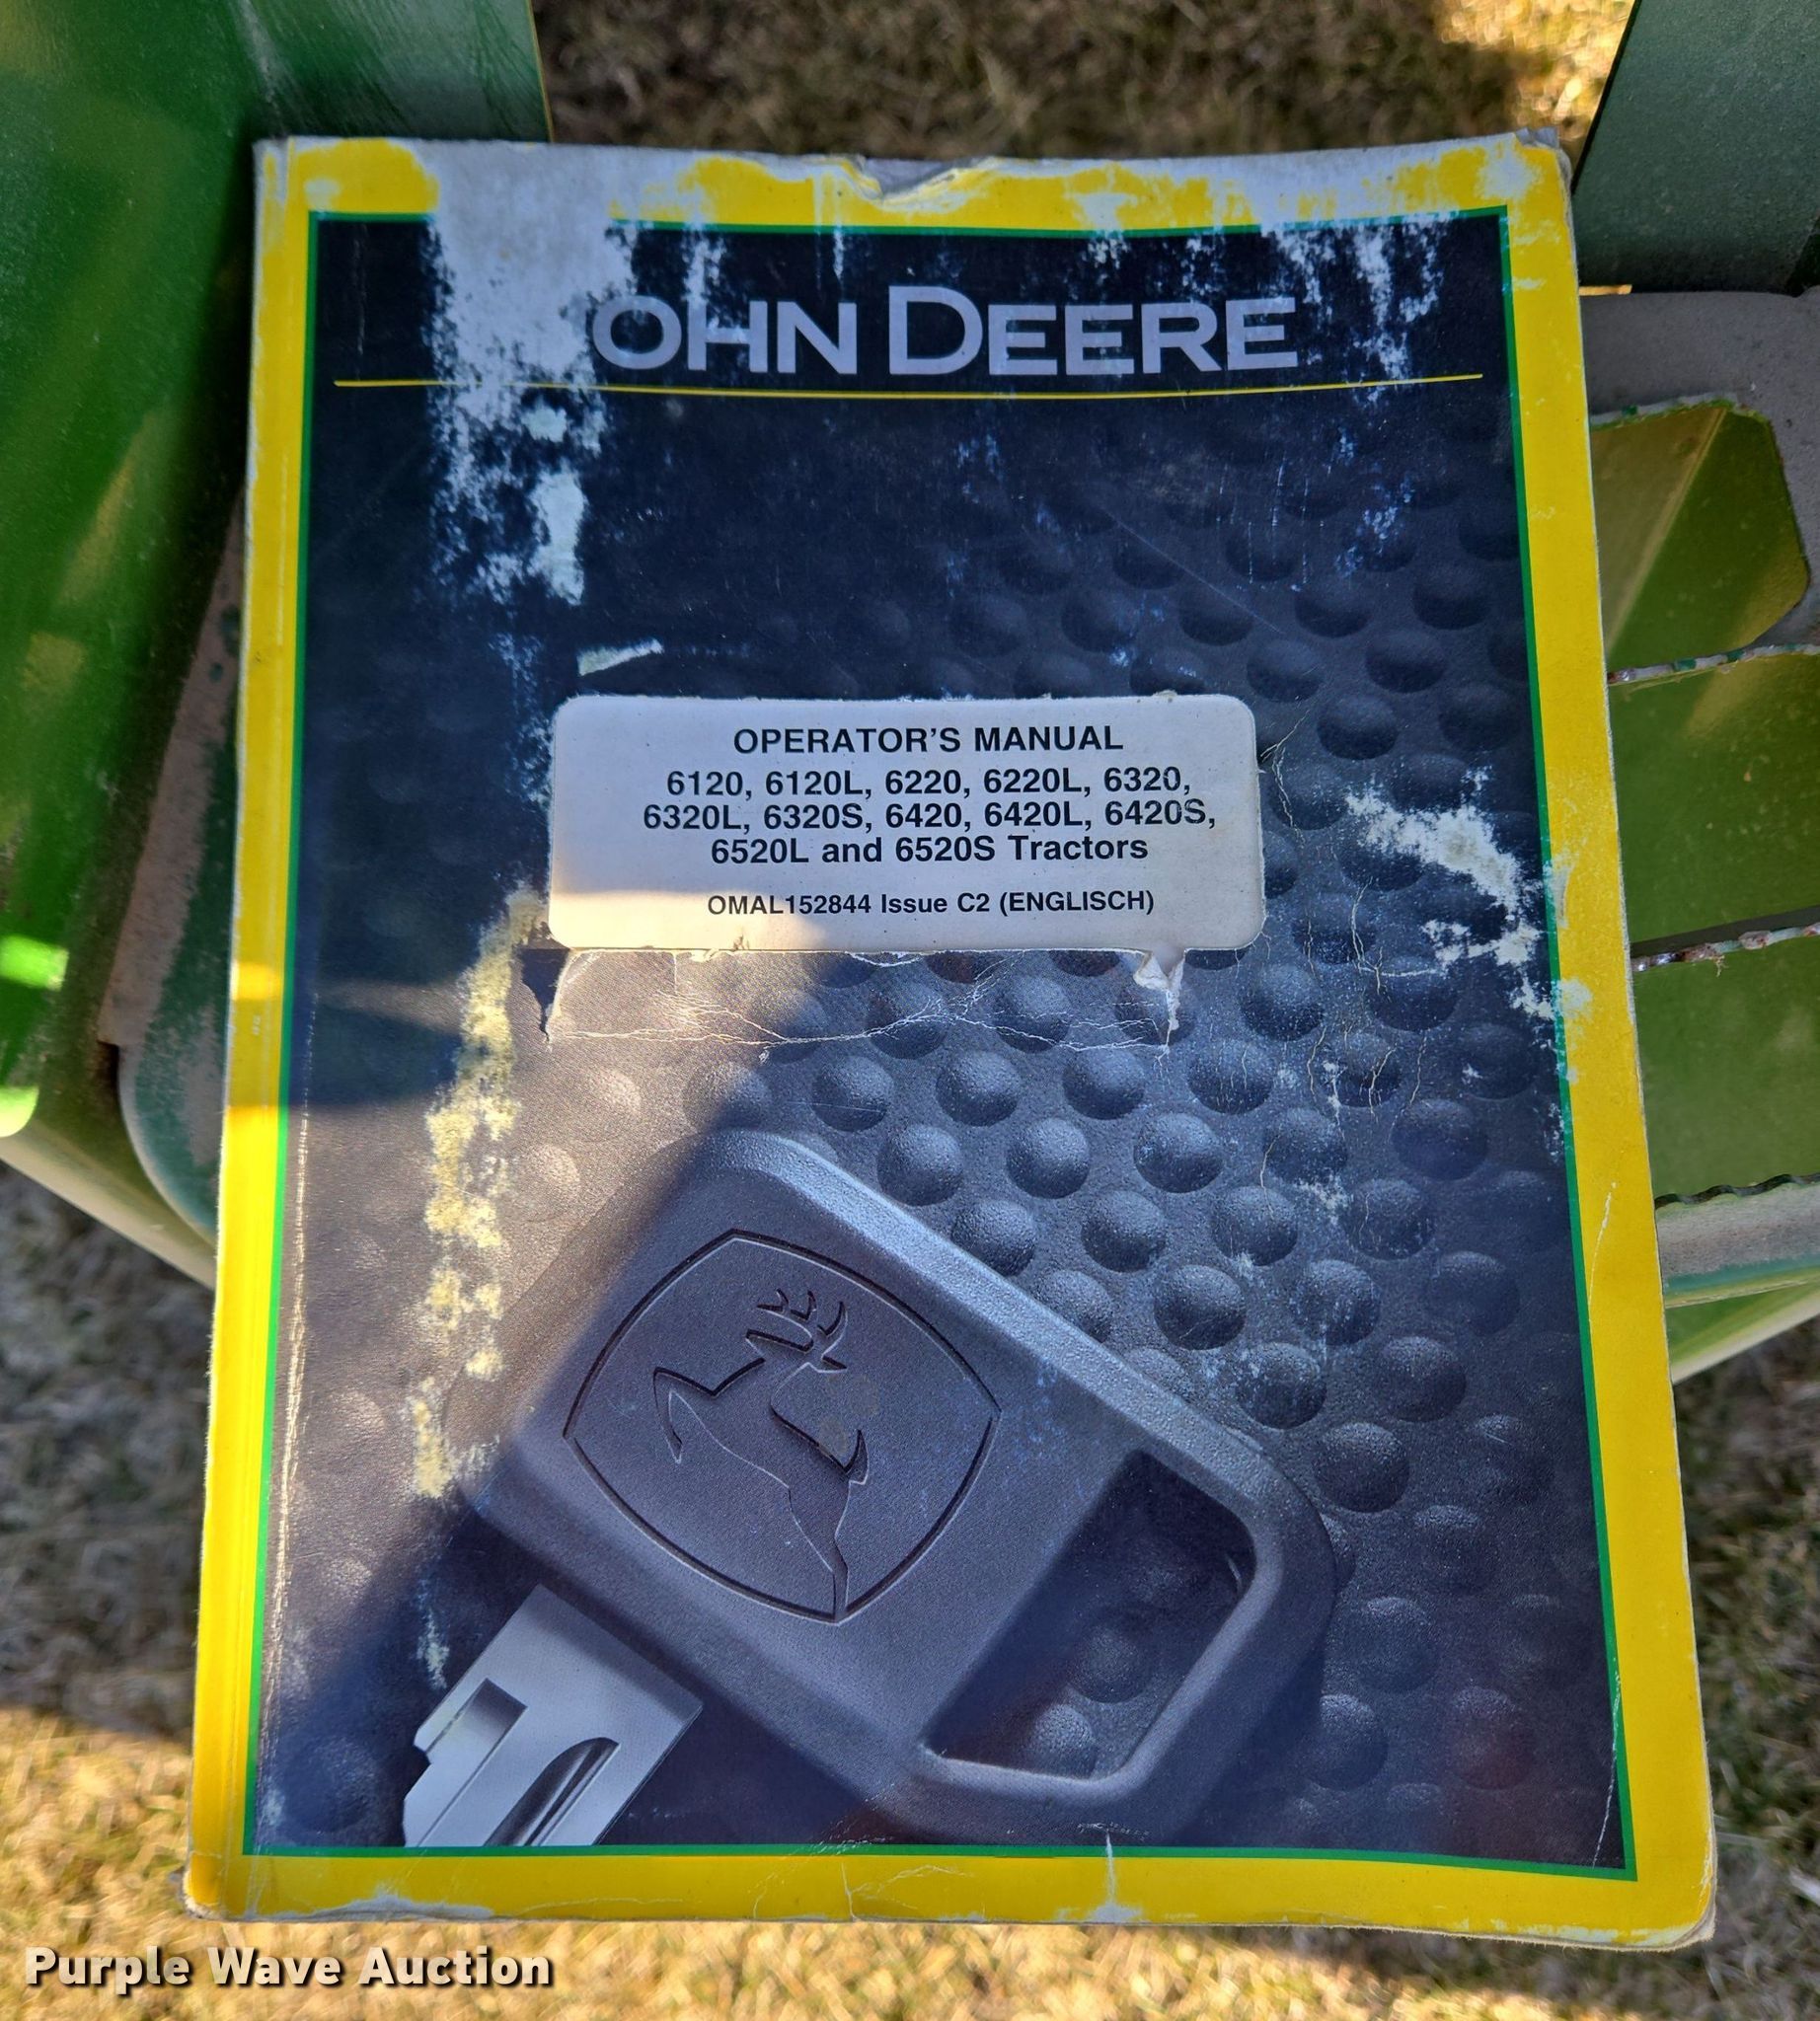 OHN DEERE
OPERATOR'S MANUAL
6120, 6120L, 6220, 6220L, 6320,
6320L, 6320S, 6420, 6420L, 6420S,
6520L and 6520S Tractors
OMAL152844 Issue C2 (ENGLISCH)
Purple Wave Auction